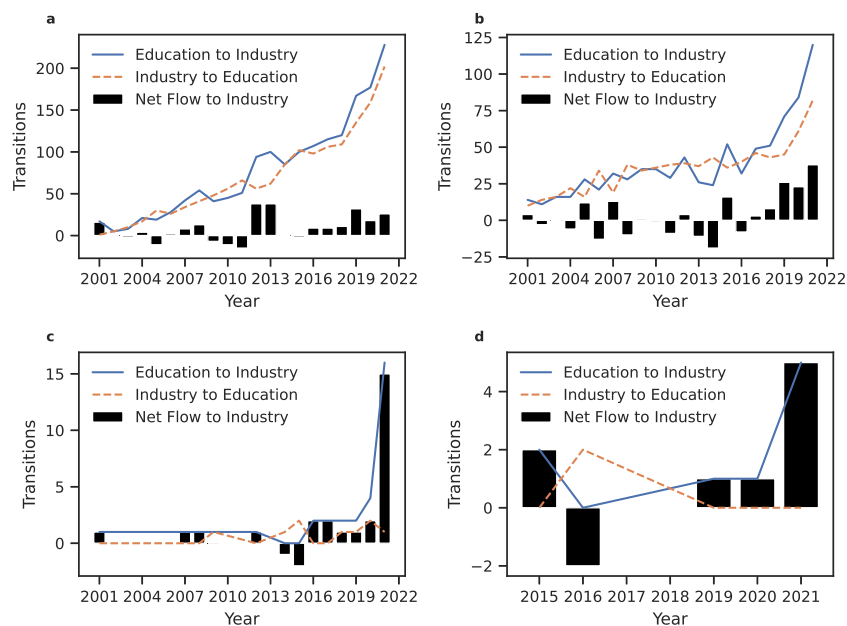 a
Transitions
200
150
100
50
0
Education to Industry
Industry to Education
Net Flow to Industry
2001 2004 2007 2010 2013 2016 2019 2022
Year
b
Transitions
125
100
75
50
25
0
−25
Education to Industry
Industry to Education
Net Flow to Industry
2001 2004 2007 2010 2013 2016 2019 2022
Year
c
Transitions
15
10
5
0
Education to Industry
Industry to Education
Net Flow to Industry
2001 2004 2007 2010 2013 2016 2019 2022
Year
d
Transitions
4
2
0
−2
Education to Industry
Industry to Education
Net Flow to Industry
2015 2016 2017 2018 2019 2020 2021
Year